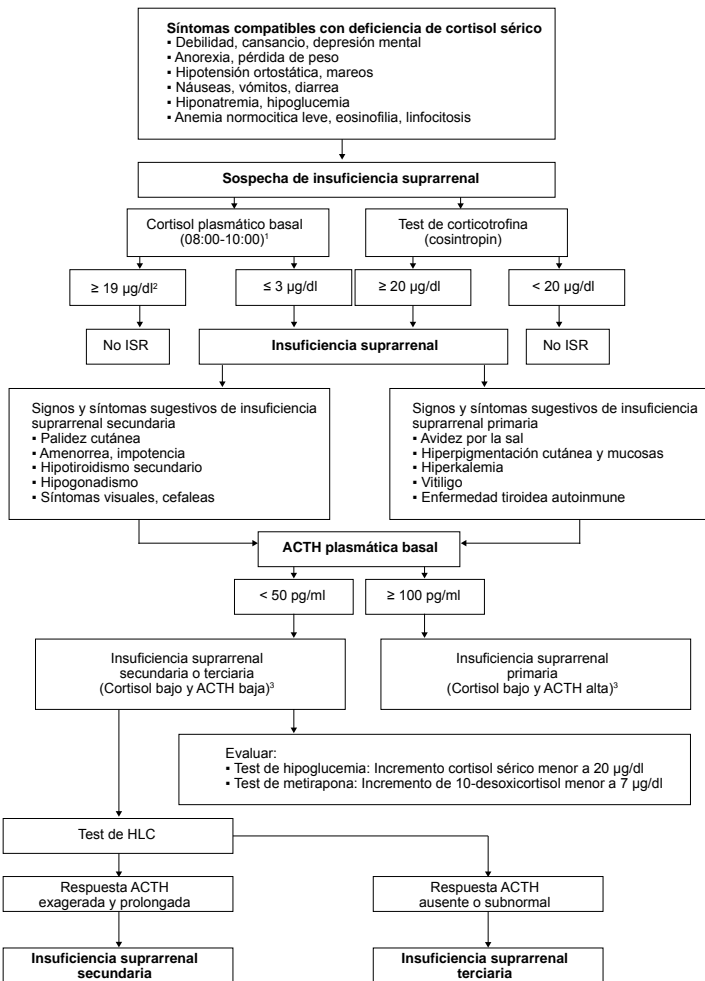 Síntomas compatibles con deficiencia de cortisol sérico
▪ Debilidad, cansancio, depresión mental
▪ Anorexia, pérdida de peso
▪ Hipotensión ortostática, mareos
▪ Náuseas, vómitos, diarrea
▪ Hiponatremia, hipoglucemia
▪ Anemia normocitica leve, eosinofilia, linfocitosis
Sospecha de insuficiencia suprarrenal
Cortisol plasmático basal
(08:00-10:00)¹
Test de corticotrofina
(cosintropin)
≥ 19 µg/dl²
≤ 3 µg/dl
≥ 20 µg/dl
< 20 µg/dl
No ISR
Insuficiencia suprarrenal
No ISR
Signos y síntomas sugestivos de insuficiencia
suprarrenal secundaria
▪ Palidez cutánea
▪ Amenorrea, impotencia
▪ Hipotiroidismo secundario
▪ Hipogonadismo
▪ Síntomas visuales, cefaleas
Signos y síntomas sugestivos de insuficiencia
suprarrenal primaria
▪ Avidez por la sal
▪ Hiperpigmentación cutánea y mucosas
▪ Hiperkalemia
▪ Vitiligo
▪ Enfermedad tiroidea autoinmune
ACTH plasmática basal
< 50 pg/ml
≥ 100 pg/ml
Insuficiencia suprarrenal
secundaria o terciaria
(Cortisol bajo y ACTH baja)³
Insuficiencia suprarrenal
primaria
(Cortisol bajo y ACTH alta)³
Evaluar:
▪ Test de hipoglucemia: Incremento cortisol sérico menor a 20 µg/dl
▪ Test de metirapona: Incremento de 10-desoxicortisol menor a 7 µg/dl
Test de HLC
Respuesta ACTH
exagerada y prolongada
Respuesta ACTH
ausente o subnormal
Insuficiencia suprarrenal
secundaria
Insuficiencia suprarrenal
terciaria